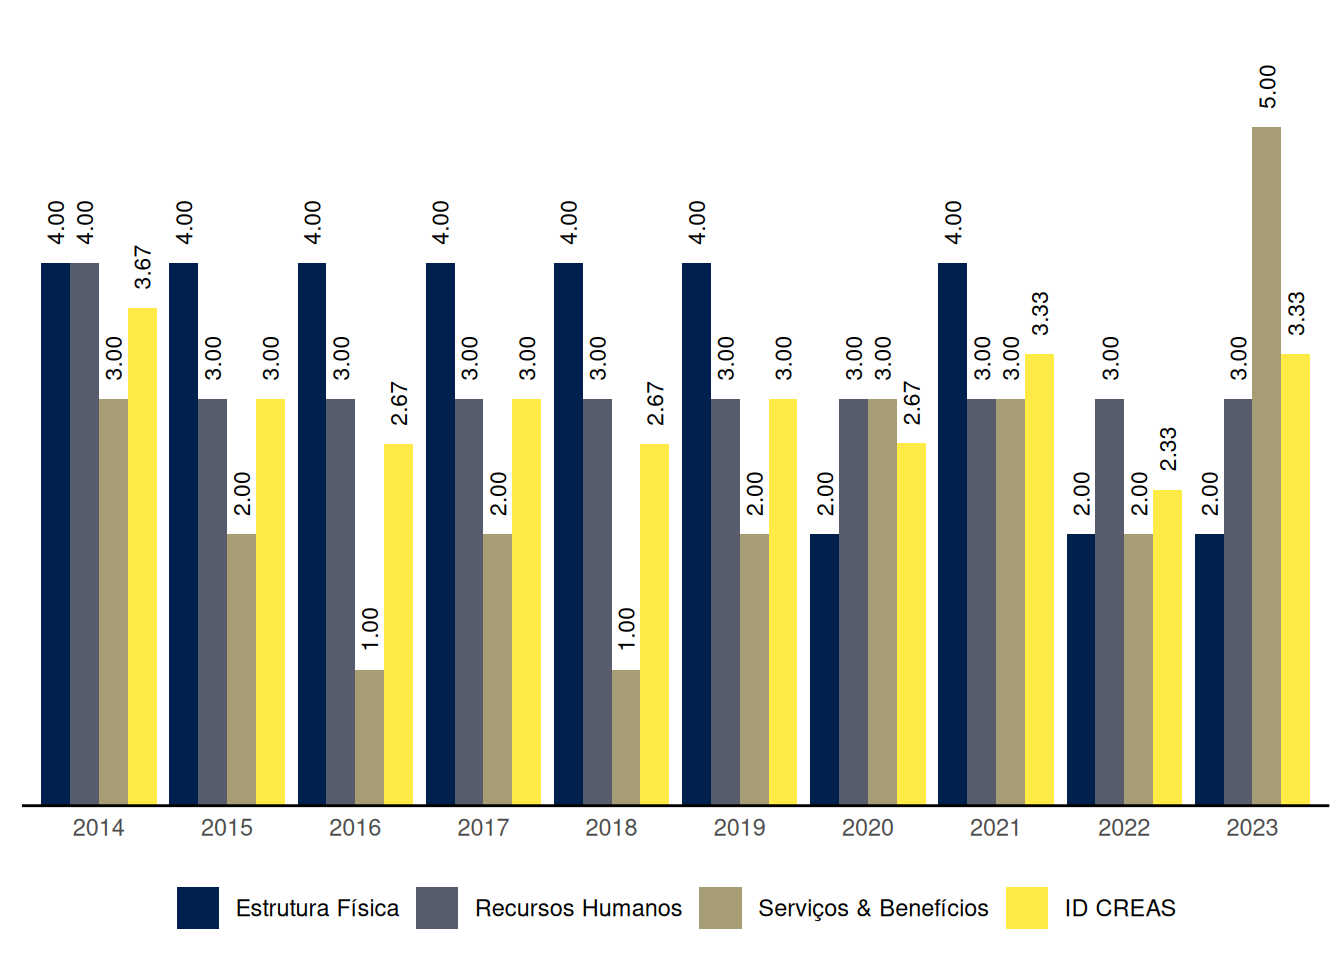 4.00 4.00 3.00 3.67
4.00 3.00 2.00 3.00
4.00 3.00 1.00 2.67
4.00 3.00 2.00 3.00
4.00 3.00 1.00 2.67
4.00 3.00 2.00 3.00
2.00 3.00 3.00 2.67
4.00 3.00 3.00 3.33
2.00 3.00 2.00 2.33
2.00 3.00 5.00 3.33
2014 2015 2016 2017 2018 2019 2020 2021 2022 2023
Estrutura Física Recursos Humanos Serviços & Benefícios ID CREAS